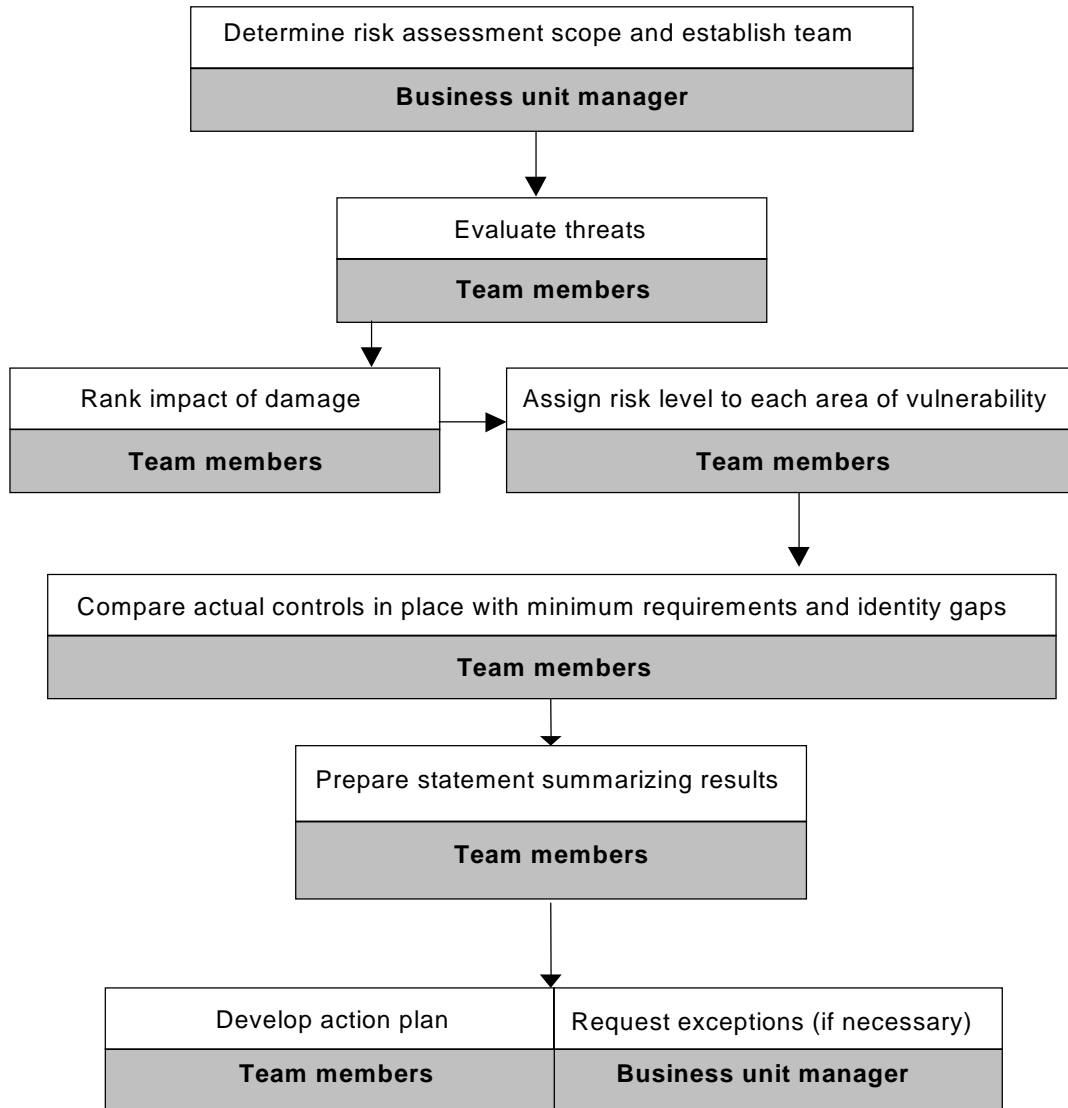 Determine risk assessment scope and establish team
Business unit manager
Evaluate threats
Team members
Rank impact of damage
Team members
Assign risk level to each area of vulnerability
Team members
Compare actual controls in place with minimum requirements and identity gaps
Team members
Prepare statement summarizing results
Team members
Develop action plan
Team members
Request exceptions (if necessary)
Business unit manager